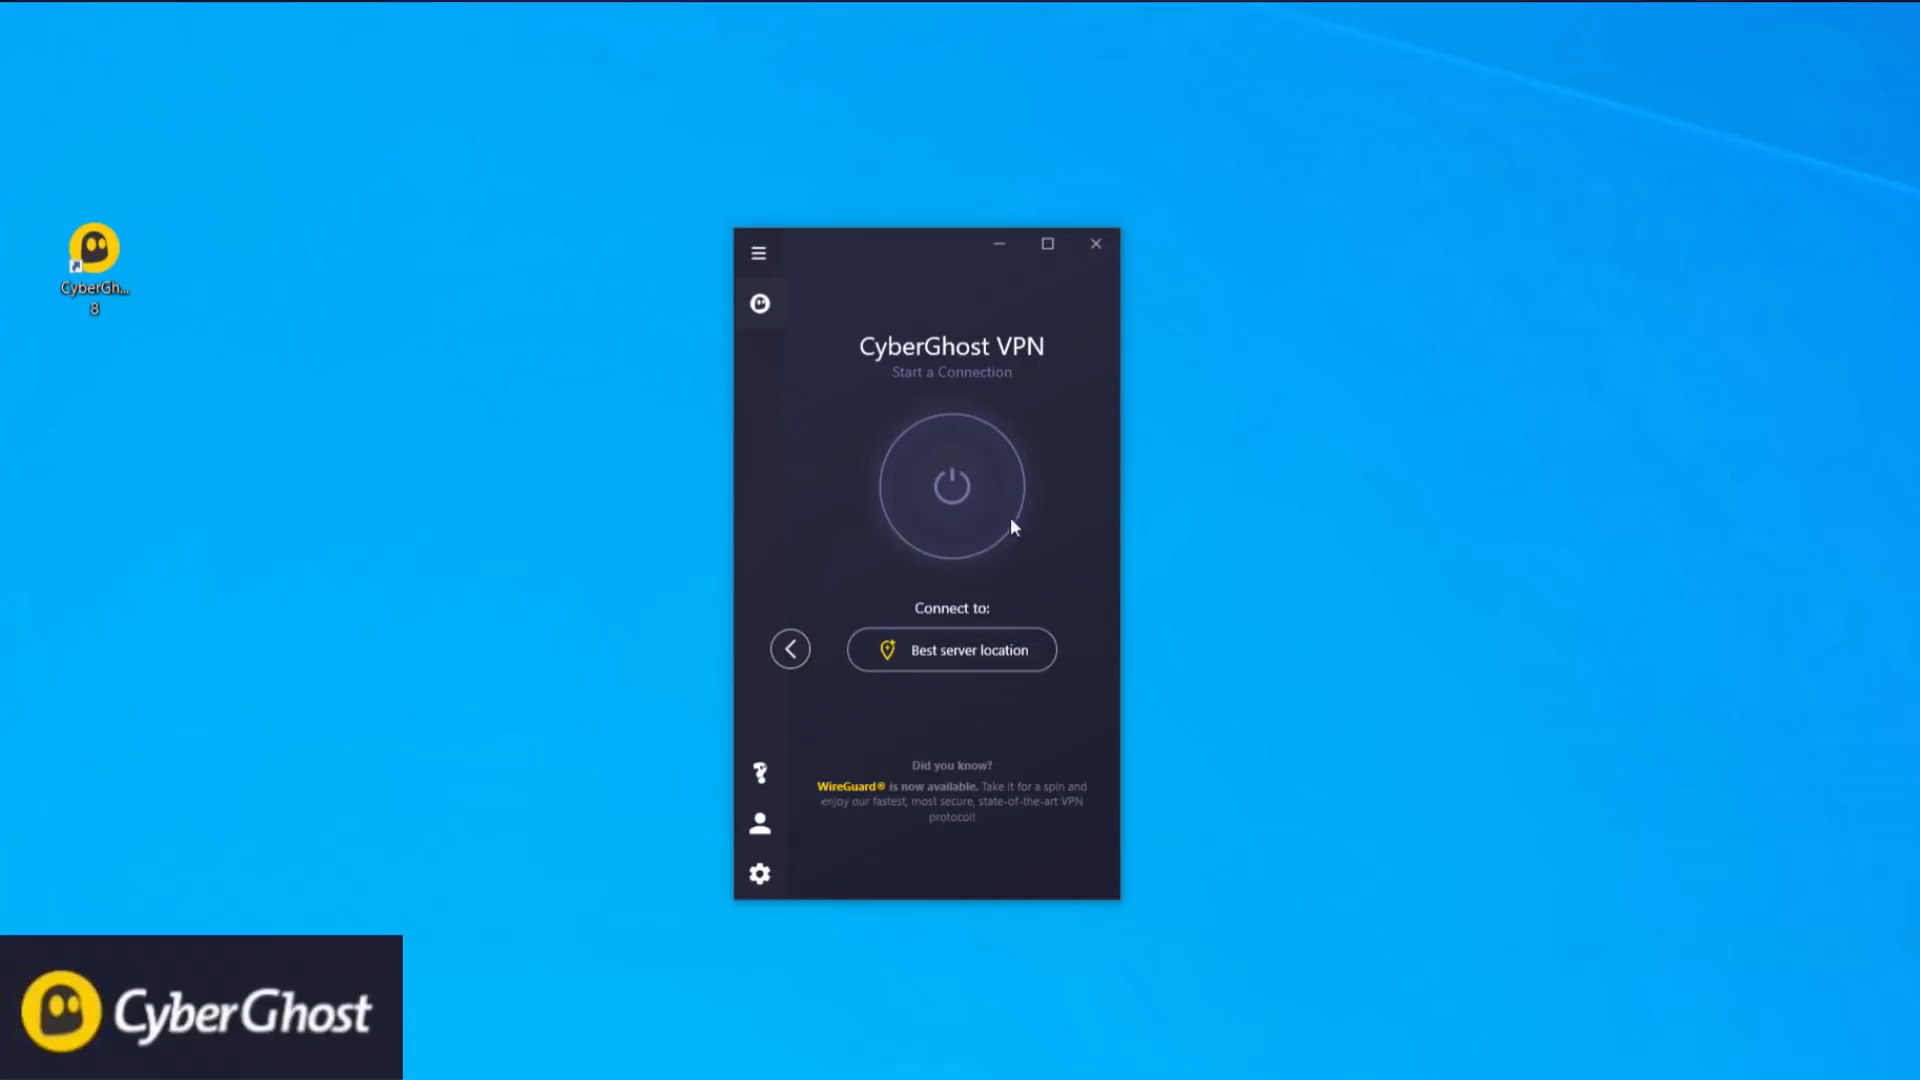 CyberGh...
8
CyberGhost VPN
Start a Connection
Connect to:
Best server location
Did you know?
WireGuard® is now available. Take it for a spin and
enjoy our fastest, most secure, state-of-the-art VPN
protocol!
CyberGhost